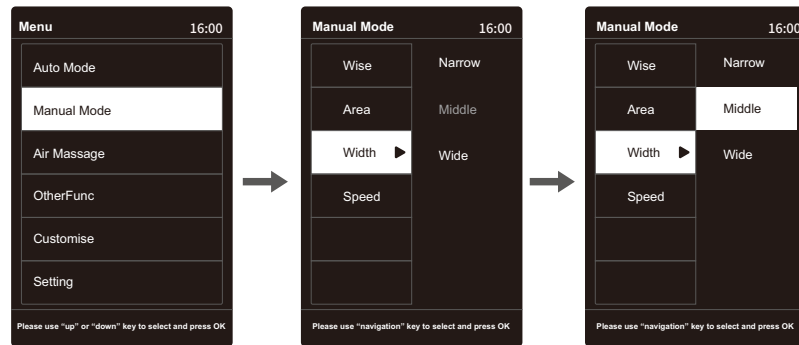 Menu 16:00
Auto Mode
Manual Mode
Air Massage
OtherFunc
Customise
Setting
Please use “up” or “down” key to select and press OK
Manual Mode 16:00
Wise Narrow
Area Middle
Width Wide
Speed
Please use “navigation” key to select and press OK
Manual Mode 16:00
Wise Narrow
Area Middle
Width Wide
Speed
Please use “navigation” key to select and press OK